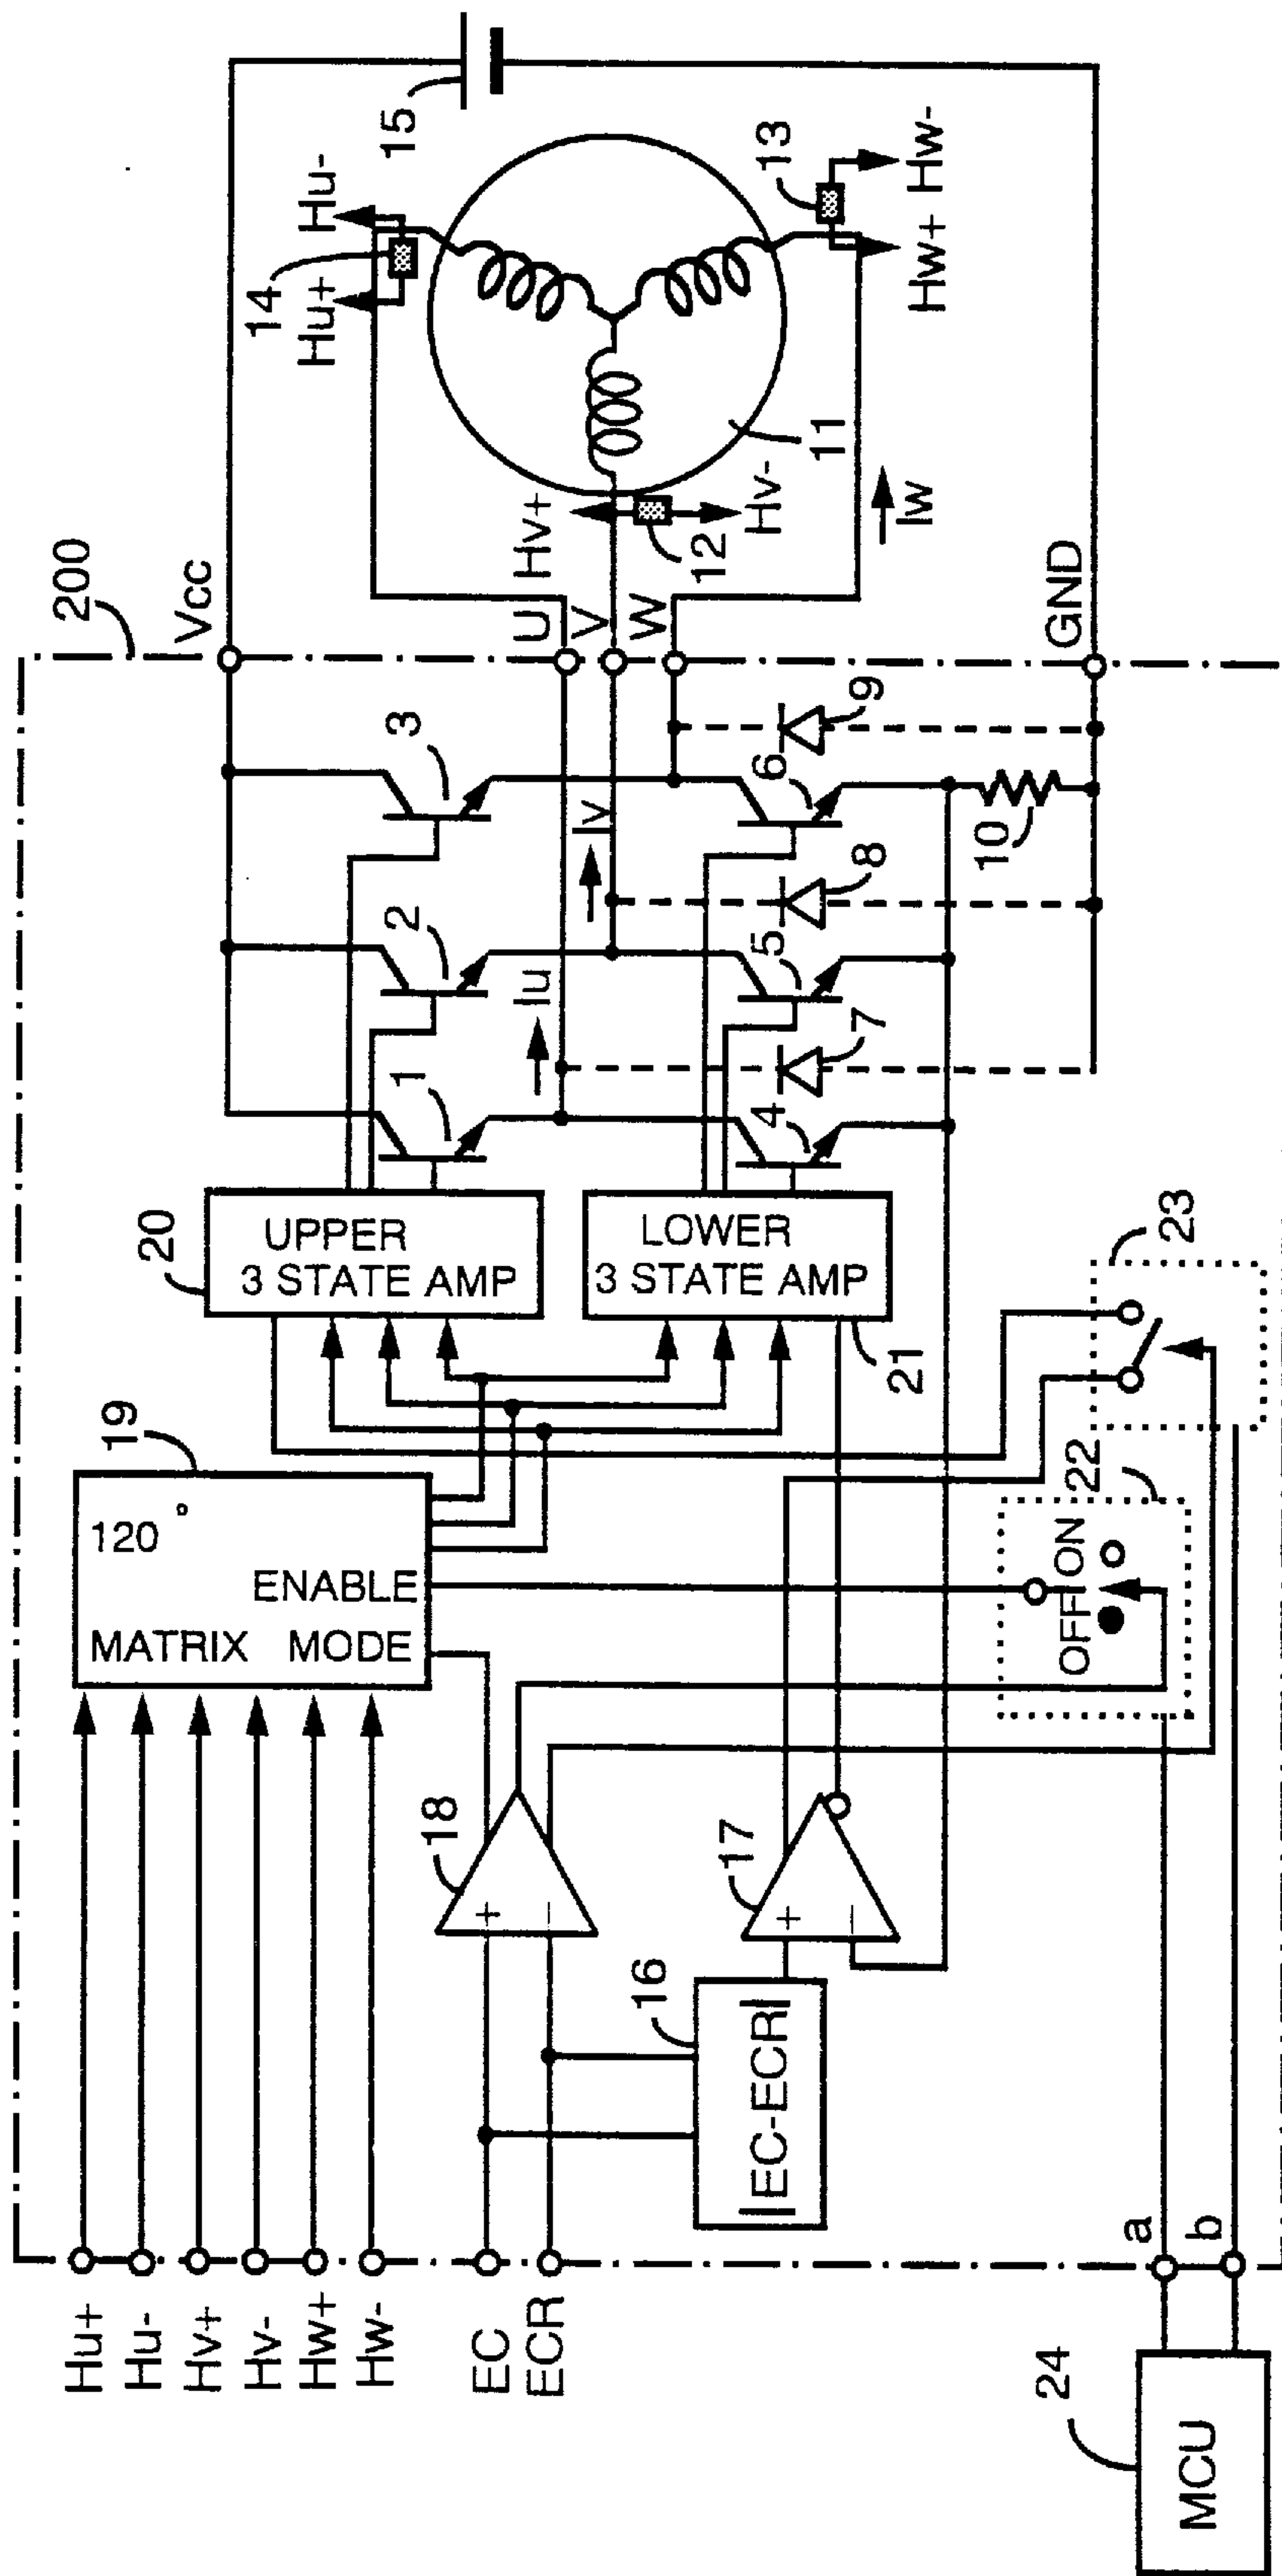 Hu+
Hu-
Hv+
Hv-
Hw+
Hw-
EC
ECR
24
MCU
a
b
16
|EC-ECR|
18
+
-
17
+
-
19
120°
ENABLE
MATRIX MODE
22
OFF ON
23
20
UPPER
3 STATE AMP
LOWER
3 STATE AMP
21
1
2
3
4
5
6
7
8
9
10
Iu
Iv
200
Vcc
U
V
W
GND
Iw
Hv+
12
Hv-
11
14
Hu+
Hu-
15
13
Hw+
Hw-